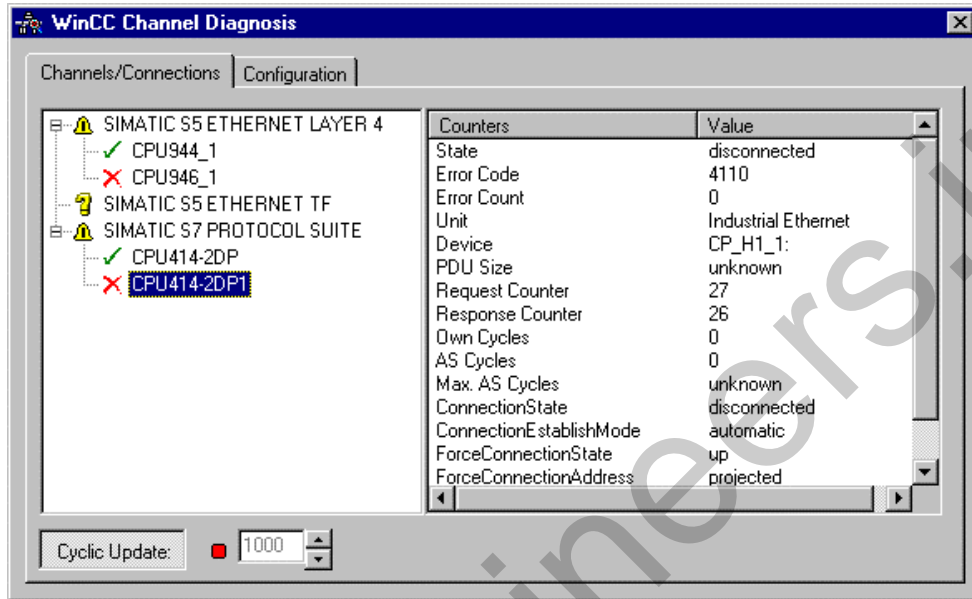 WinCC Channel Diagnosis
Channels/Connections Configuration
SIMATIC S5 ETHERNET LAYER 4
CPU944_1
CPU946_1
SIMATIC S5 ETHERNET TF
SIMATIC S7 PROTOCOL SUITE
CPU414-2DP
CPU414-2DP1
Counters Value
State disconnected
Error Code 4110
Error Count 0
Unit Industrial Ethernet
Device CP_H1_1:
PDU Size unknown
Request Counter 27
Response Counter 26
Own Cycles 0
AS Cycles 0
Max. AS Cycles unknown
ConnectionState disconnected
ConnectionEstablishMode automatic
ForceConnectionState up
ForceConnectionAddress projected
Cyclic Update: 1000